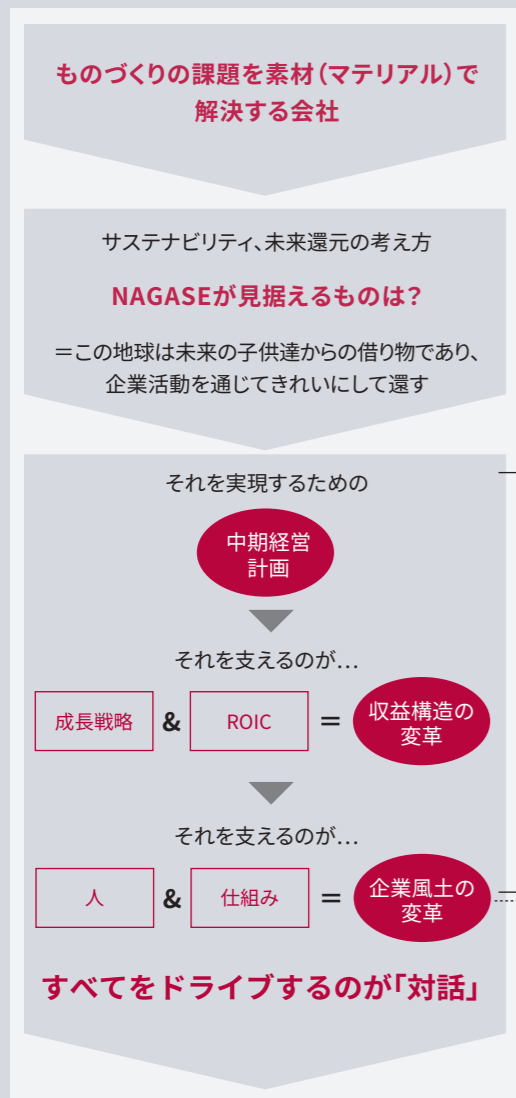 ものづくりの課題を素材（マテリアル）で
解決する会社
サステナビリティ、未来還元の考え方
NAGASEが見据えるものは？
＝この地球は未来の子供達からの借り物であり、
企業活動を通じてきれいにして還す
それを実現するための
中期経営
計画
それを支えるのが…
成長戦略 & ROIC = 収益構造の
変革
それを支えるのが…
人 & 仕組み = 企業風土の
変革
すべてをドライブするのが「対話」